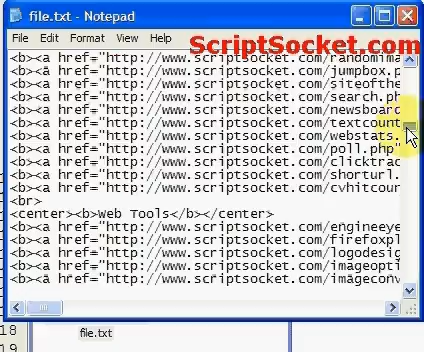 file.txt - Notepad
File Edit Format View Help
ScriptSocket.com
<b><a href="http://www.scriptsocket.com/randomima
<b><a href="http://www.scriptsocket.com/jumpbox.p
<b><a href="http://www.scriptsocket.com/siteofthe
<b><a href="http://www.scriptsocket.com/search.ph
<b><a href="http://www.scriptsocket.com/newsboard
<b><a href="http://www.scriptsocket.com/textcount
<b><a href="http://www.scriptsocket.com/webstats.
<b><a href="http://www.scriptsocket.com/poll.php"
<b><a href="http://www.scriptsocket.com/clicktrac
<b><a href="http://www.scriptsocket.com/shorturl.
<b><a href="http://www.scriptsocket.com/cvhitcoun
<br>
<center><b>Web Tools</b></center>
<b><a href="http://www.scriptsocket.com/engineeye
<b><a href="http://www.scriptsocket.com/firefoxpl
<b><a href="http://www.scriptsocket.com/logodesig
<b><a href="http://www.scriptsocket.com/imageopti
<b><a href="http://www.scriptsocket.com/imageconv
18 file.txt
19